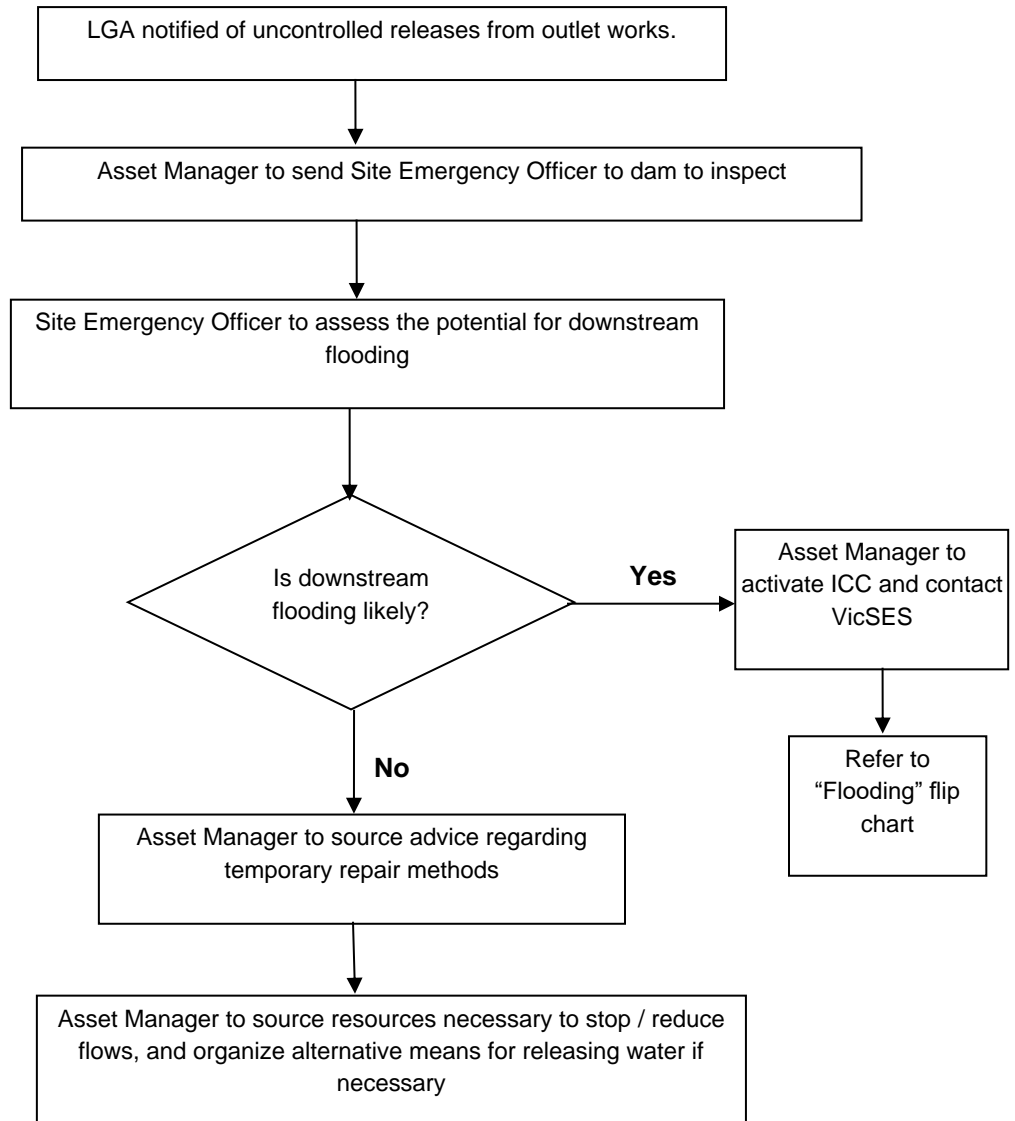 LGA notified of uncontrolled releases from outlet works.
Asset Manager to send Site Emergency Officer to dam to inspect
Site Emergency Officer to assess the potential for downstream
flooding
Is downstream
flooding likely?
Yes
Asset Manager to
activate ICC and contact
VicSES
Refer to
“Flooding” flip
chart
No
Asset Manager to source advice regarding
temporary repair methods
Asset Manager to source resources necessary to stop / reduce
flows, and organize alternative means for releasing water if
necessary